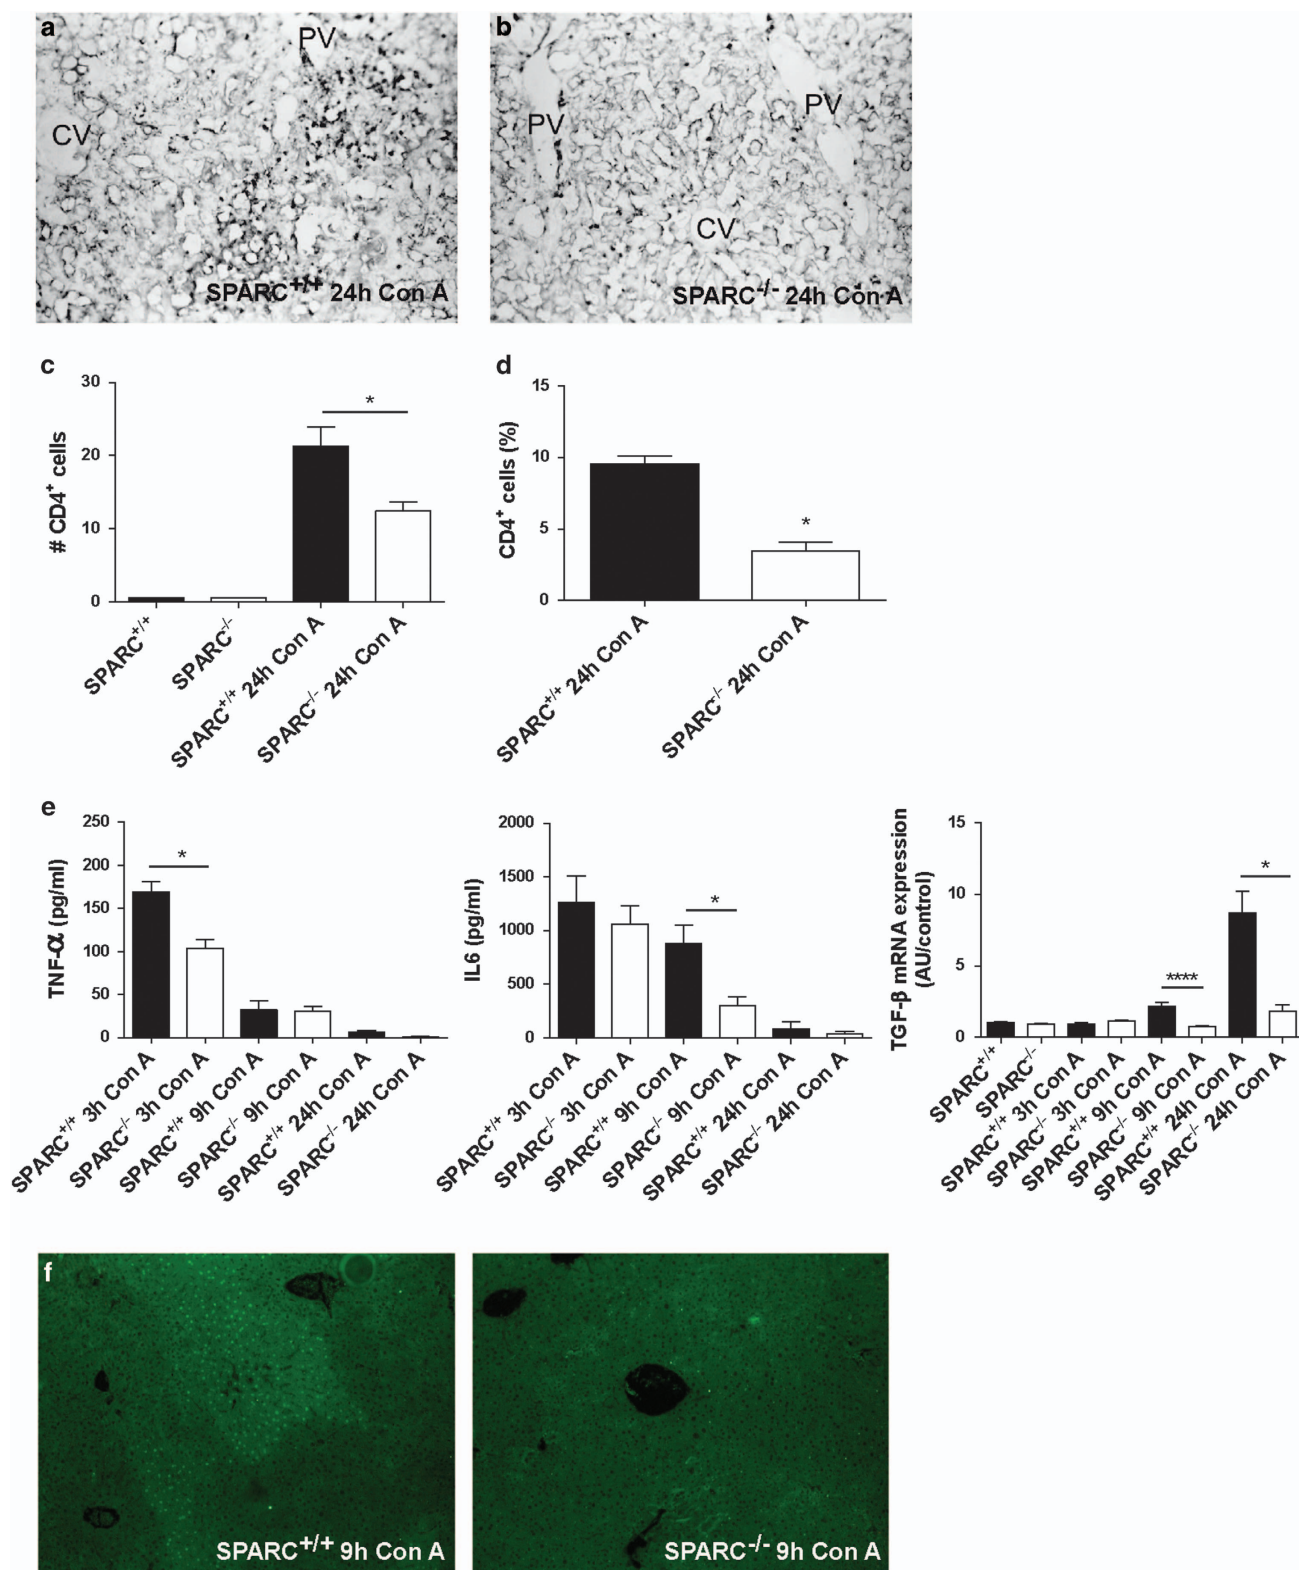 a
PV
CV
SPARC+/+ 24h Con A
b
PV
PV
CV
SPARC-/- 24h Con A
c
30
20
10
0
# CD4+ cells
*
SPARC+/+
SPARC-/-
SPARC+/+ 24h Con A
SPARC-/- 24h Con A
d
15
10
5
0
CD4+ cells (%)
*
SPARC+/+ 24h Con A
SPARC-/- 24h Con A
e
250
200
150
100
50
0
TNF-α (pg/ml)
*
SPARC+/+ 3h Con A
SPARC-/- 3h Con A
SPARC+/+ 9h Con A
SPARC-/- 9h Con A
SPARC+/+ 24h Con A
SPARC-/- 24h Con A
2000
1500
1000
500
0
IL6 (pg/ml)
*
SPARC+/+ 3h Con A
SPARC-/- 3h Con A
SPARC+/+ 9h Con A
SPARC-/- 9h Con A
SPARC+/+ 24h Con A
SPARC-/- 24h Con A
15
10
5
0
TGF-β mRNA expression
(AU/control)
****
*
SPARC+/+
SPARC-/-
SPARC+/+ 3h Con A
SPARC-/- 3h Con A
SPARC+/+ 9h Con A
SPARC-/- 9h Con A
SPARC+/+ 24h Con A
SPARC-/- 24h Con A
f
SPARC+/+ 9h Con A
SPARC-/- 9h Con A